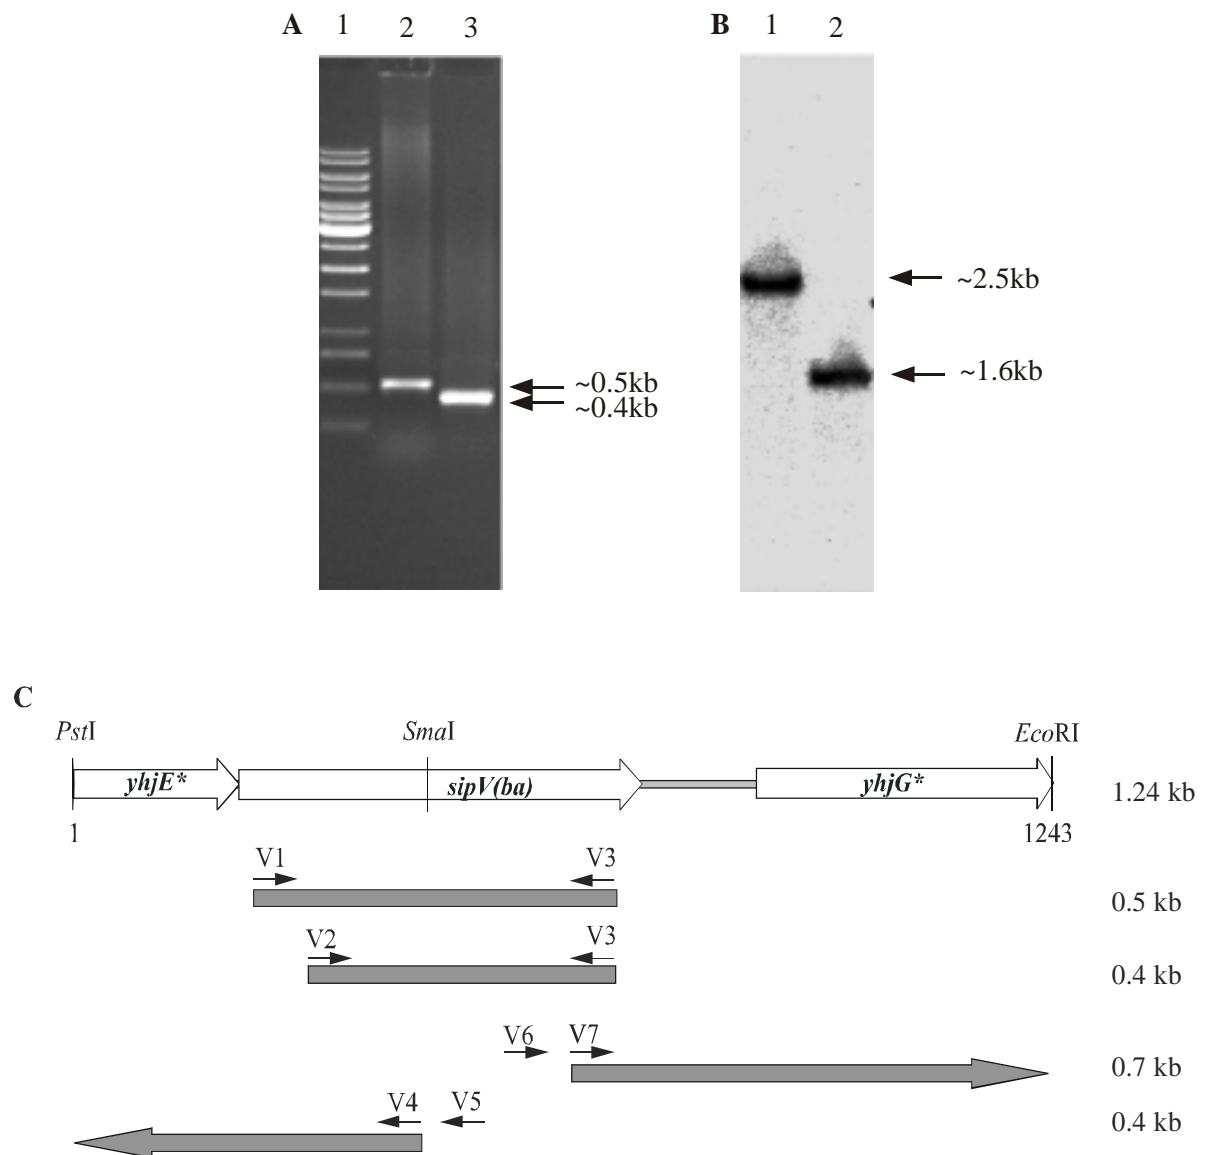 A 1 2 3
B 1 2
~2.5kb
~1.6kb
~0.5kb
~0.4kb
C
PstI SmaI EcoRI
yhjE* sipV(ba) yhjG* 1.24 kb
1 1243
V1 V3
0.5 kb
V2 V3
0.4 kb
V6 V7
0.7 kb
V4 V5 0.4 kb